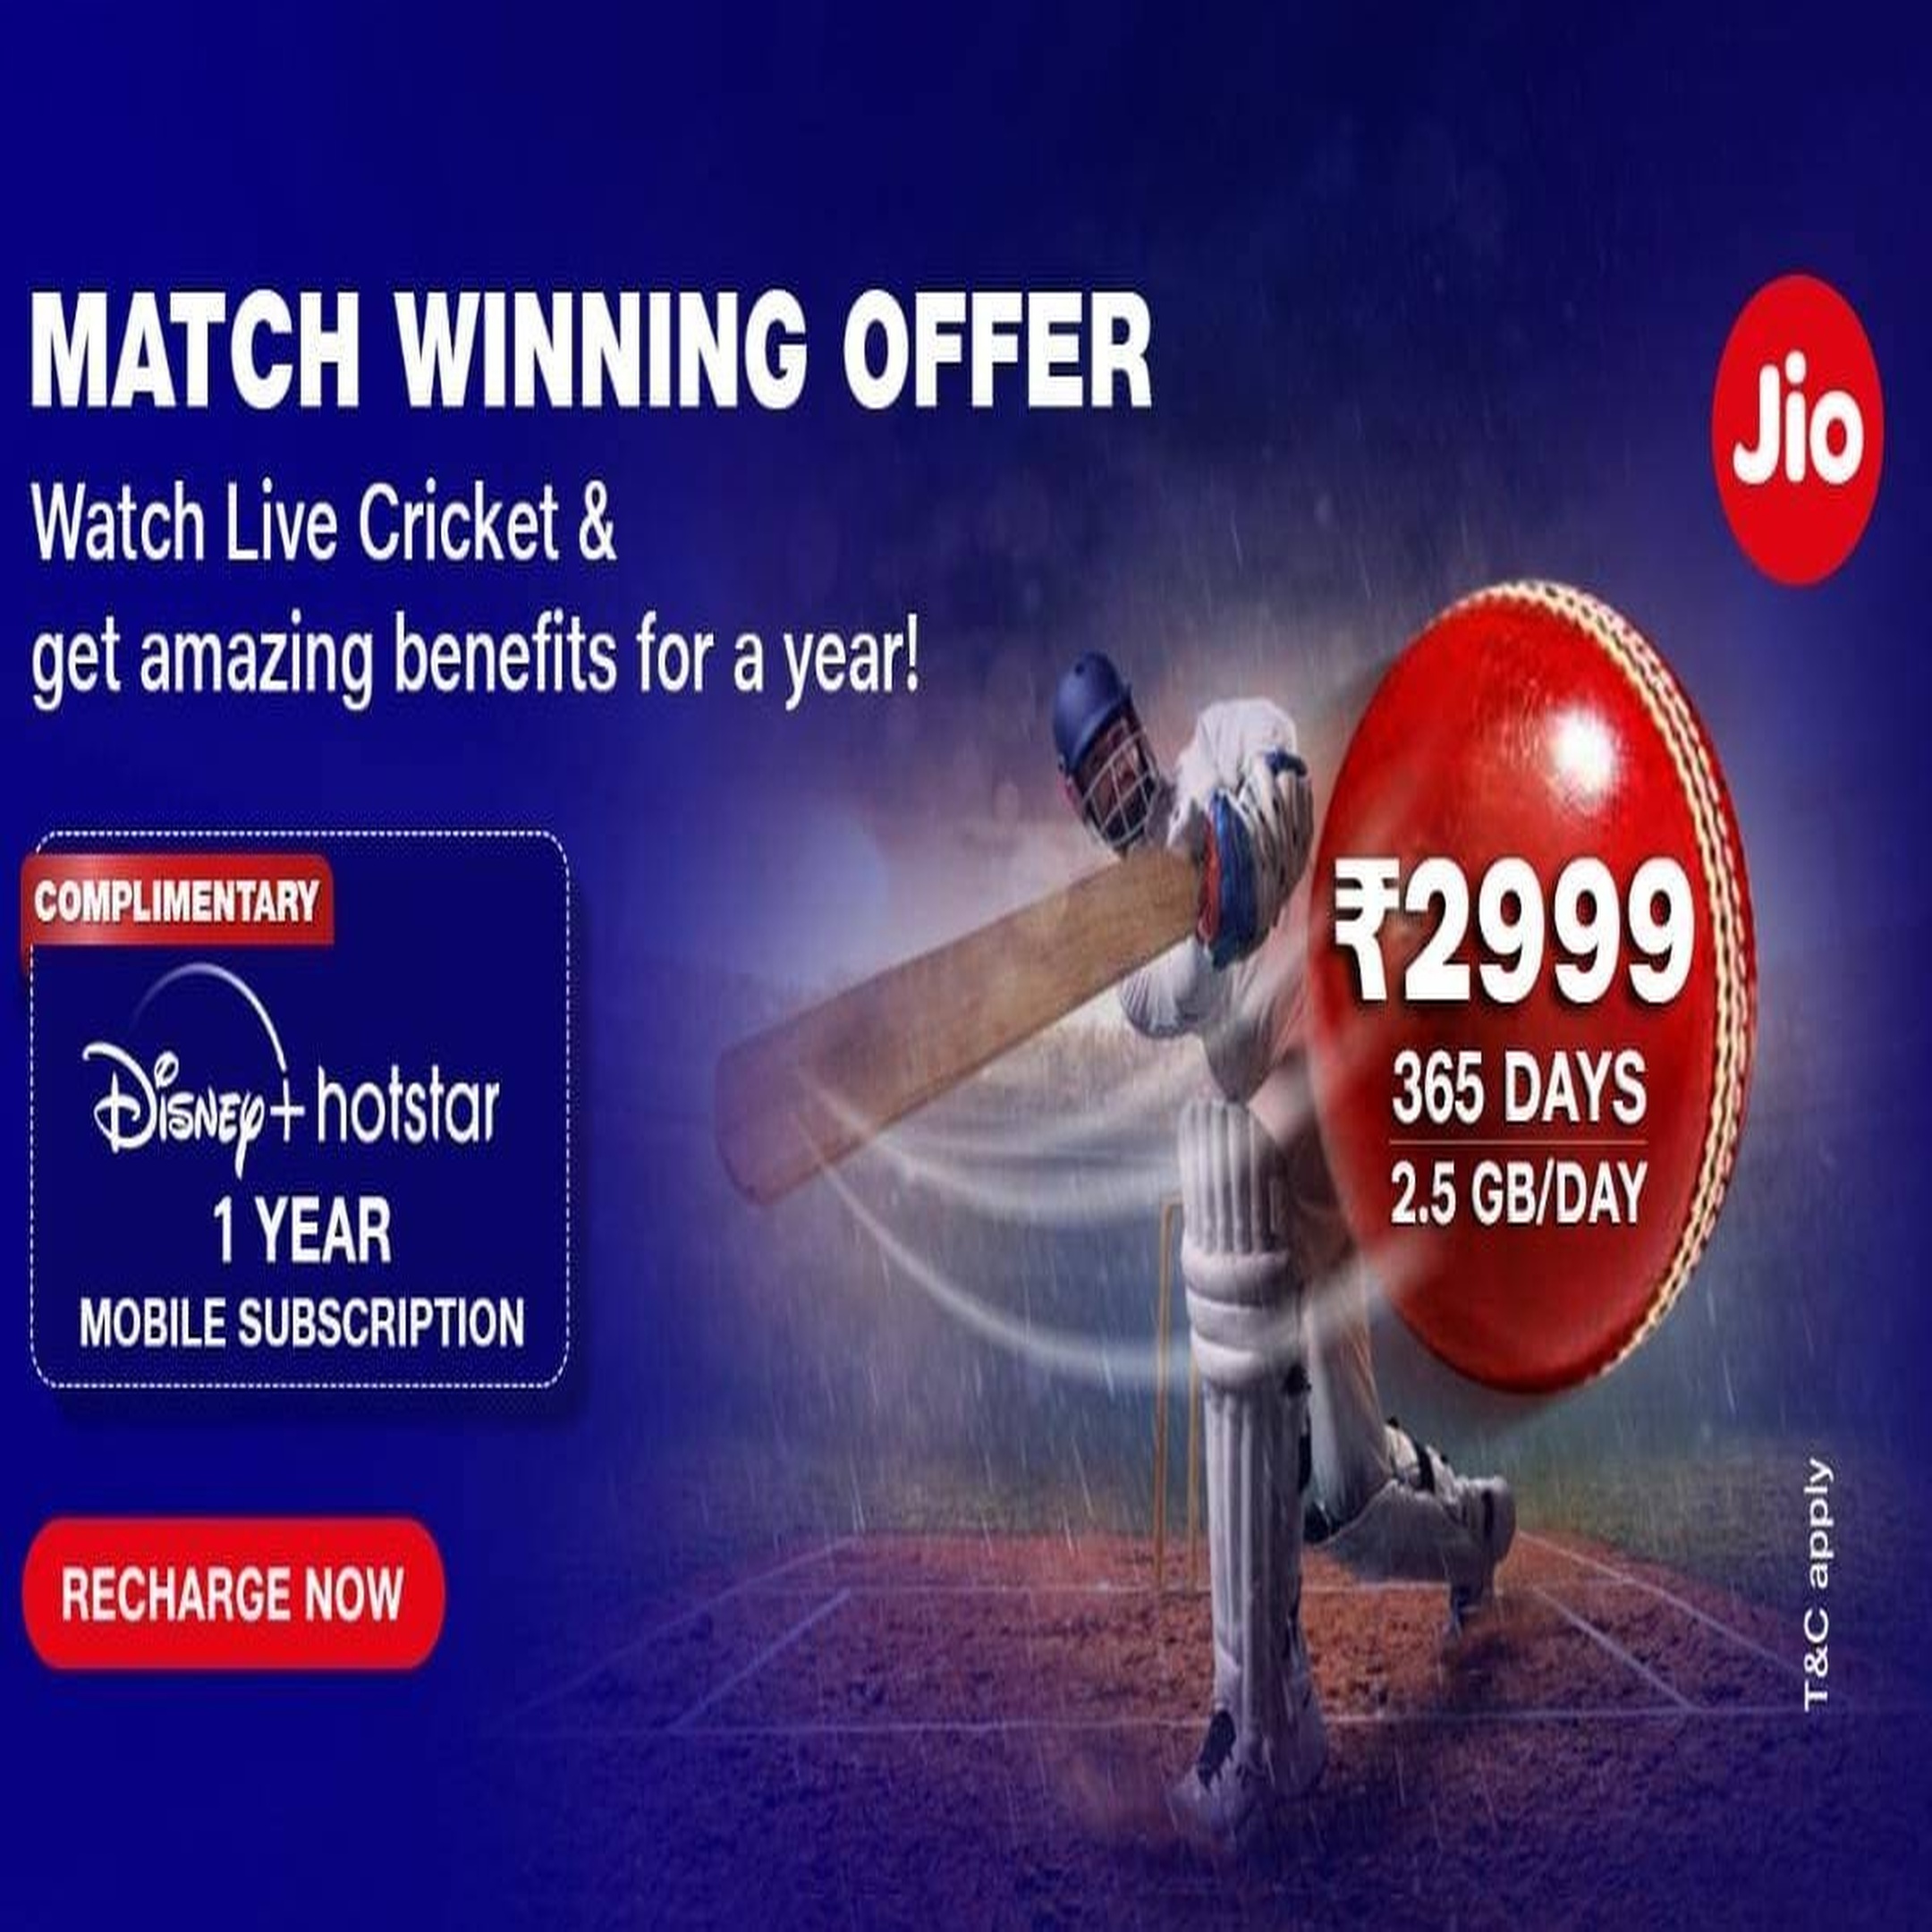 MATCH WINNING OFFER
Jio
Watch Live Cricket &
get amazing benefits for a year!
COMPLIMENTARY
Disney+ hotstar
1 YEAR
MOBILE SUBSCRIPTION
₹2999
365 DAYS
2.5 GB/DAY
RECHARGE NOW
T&C apply